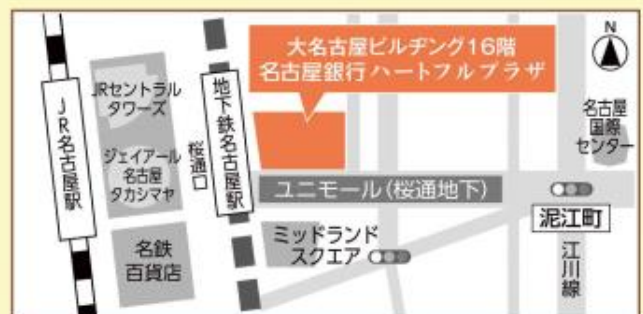 大名古屋ビルヂング16階
名古屋銀行 ハートフルプラザ
N
JR名古屋駅
JRセントラル
タワーズ
ジェイアール
名古屋
タカシマヤ
名鉄
百貨店
桜通口
地下鉄名古屋駅
ユニモール(桜通地下)
ミッドランド
スクエア
名古屋
国際
センター
泥江町
江川線